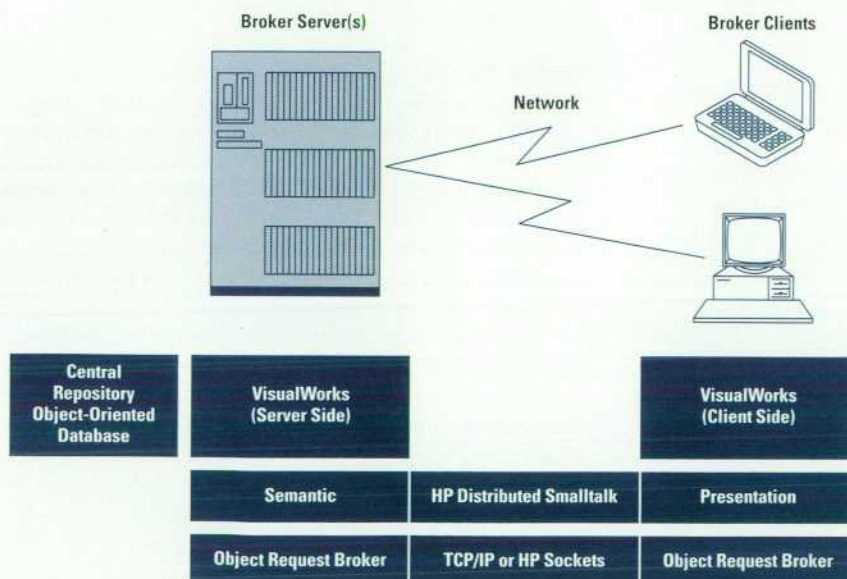 Broker Server(s)
Broker Clients
Network
Central
Repository
Object-Oriented
Database
VisualWorks
(Server Side)
VisualWorks
(Client Side)
Semantic
HP Distributed Smalltalk
Presentation
Object Request Broker
TCP/IP or HP Sockets
Object Request Broker